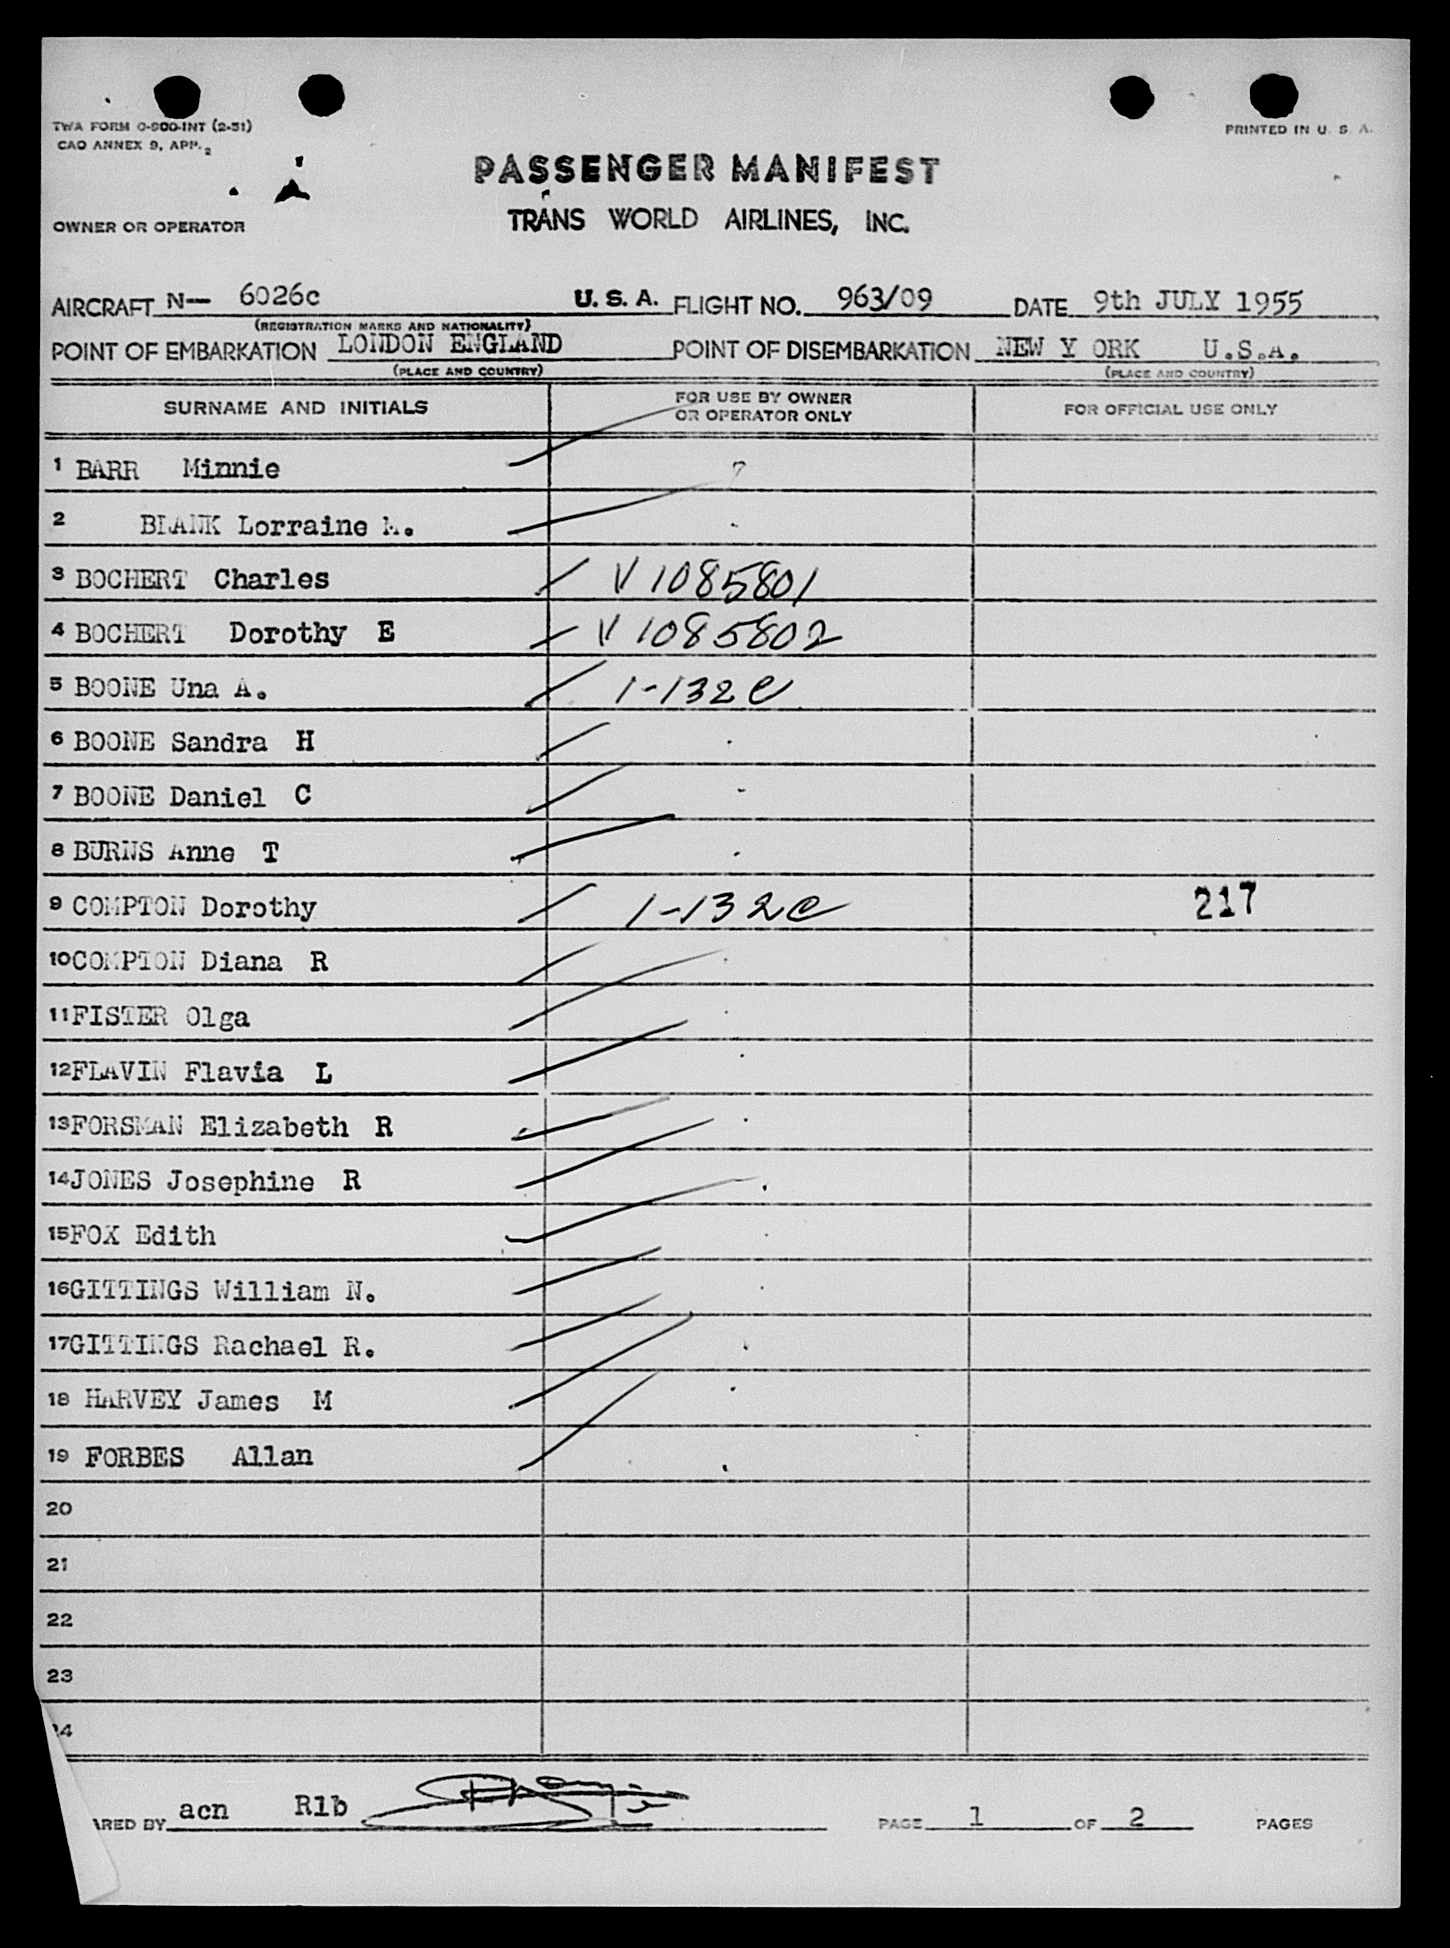 TWA FORM O-900-INT (2-51)
CAO ANNEX 9, APP. 2
PRINTED IN U. S. A.
PASSENGER MANIFEST
TRANS WORLD AIRLINES, INC.
OWNER OR OPERATOR
AIRCRAFT N— 6026c U. S. A. FLIGHT NO. 963/09 DATE 9th JULY 1955
(REGISTRATION MARKS AND NATIONALITY)
POINT OF EMBARKATION LONDON ENGLAND POINT OF DISEMBARKATION NEW Y ORK U.S.A.
(PLACE AND COUNTRY) (PLACE AND COUNTRY)
SURNAME AND INITIALS FOR USE BY OWNER OR OPERATOR ONLY FOR OFFICIAL USE ONLY
1 BARR Minnie
2 BLANK Lorraine M.
3 BOCHERT Charles V 1085801
4 BOCHERT Dorothy E V 1085802
5 BOONE Una A. 1-132C
6 BOONE Sandra H
7 BOONE Daniel C
8 BURNS Anne T
9 COMPTON Dorothy 1-132C 217
10 COMPTON Diana R
11 FISTER Olga
12 FLAVIN Flavia L
13 FORSMAN Elizabeth R
14 JONES Josephine R
15 FOX Edith
16 GITTINGS William N.
17 GITTINGS Rachael R.
18 HARVEY James M
19 FORBES Allan
20
21
22
23
24
ARED BY acn Rlb PAGE 1 OF 2 PAGES